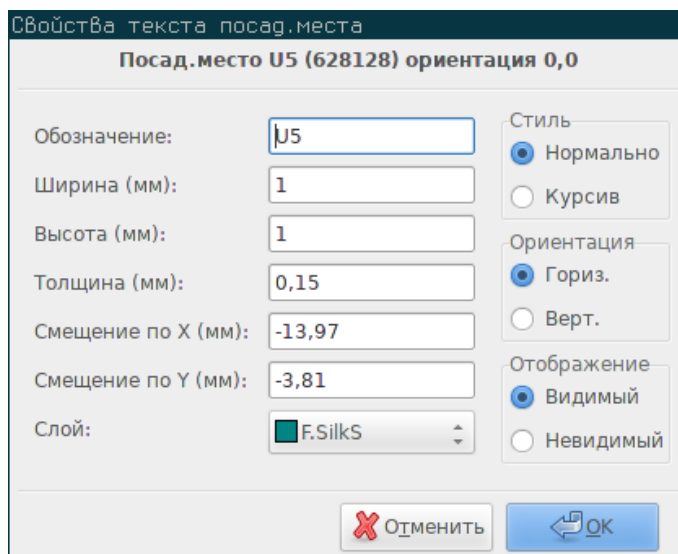 Свойства текста посад.места
Посад.место U5 (628128) ориентация 0,0
Обозначение: U5
Ширина (мм): 1
Высота (мм): 1
Толщина (мм): 0,15
Смещение по X (мм): -13,97
Смещение по Y (мм): -3,81
Слой: F.SilkS
Стиль
Нормально
Курсив
Ориентация
Гориз.
Верт.
Отображение
Видимый
Невидимый
Отменить
OK